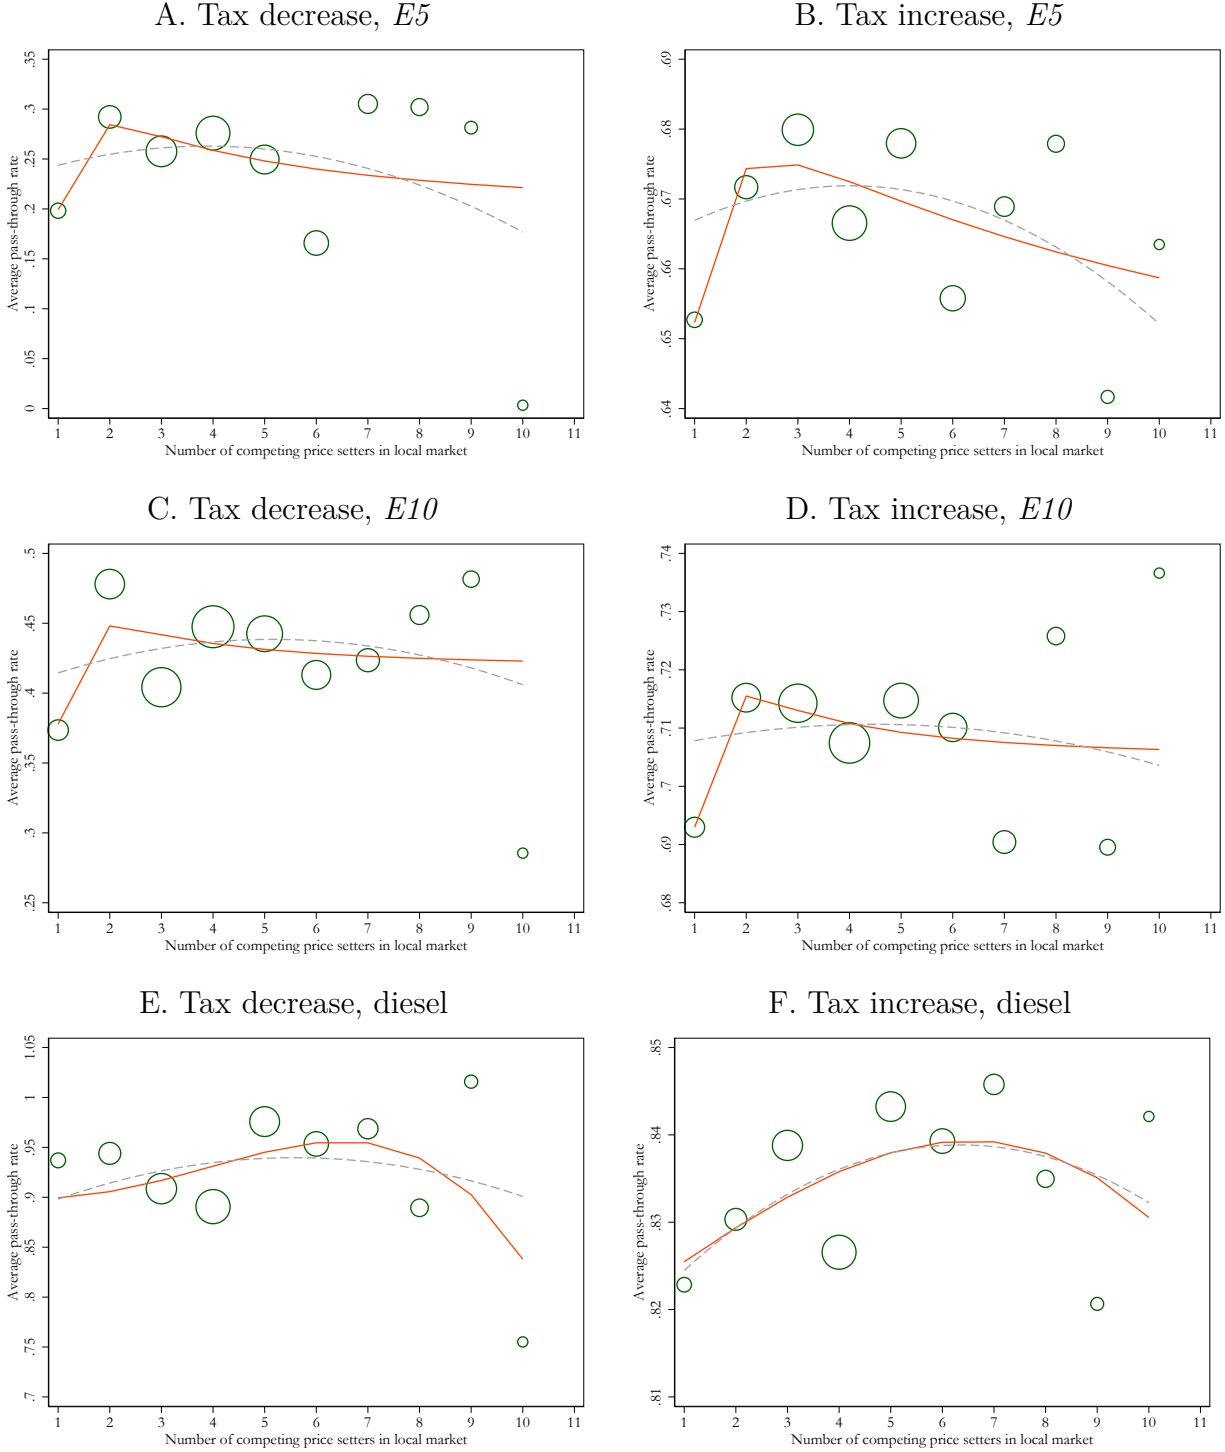 A. Tax decrease, E5
Average pass-through rate
.35
.3
.25
.2
.15
.1
.05
0
1 2 3 4 5 6 7 8 9 10 11
Number of competing price setters in local market
B. Tax increase, E5
Average pass-through rate
.69
.68
.67
.66
.65
.64
1 2 3 4 5 6 7 8 9 10 11
Number of competing price setters in local market
C. Tax decrease, E10
Average pass-through rate
.5
.45
.4
.35
.3
.25
1 2 3 4 5 6 7 8 9 10 11
Number of competing price setters in local market
D. Tax increase, E10
Average pass-through rate
.74
.73
.72
.71
.7
.69
.68
1 2 3 4 5 6 7 8 9 10 11
Number of competing price setters in local market
E. Tax decrease, diesel
Average pass-through rate
1.05
1
.95
.9
.85
.8
.75
.7
1 2 3 4 5 6 7 8 9 10 11
Number of competing price setters in local market
F. Tax increase, diesel
Average pass-through rate
.85
.84
.83
.82
.81
1 2 3 4 5 6 7 8 9 10 11
Number of competing price setters in local market